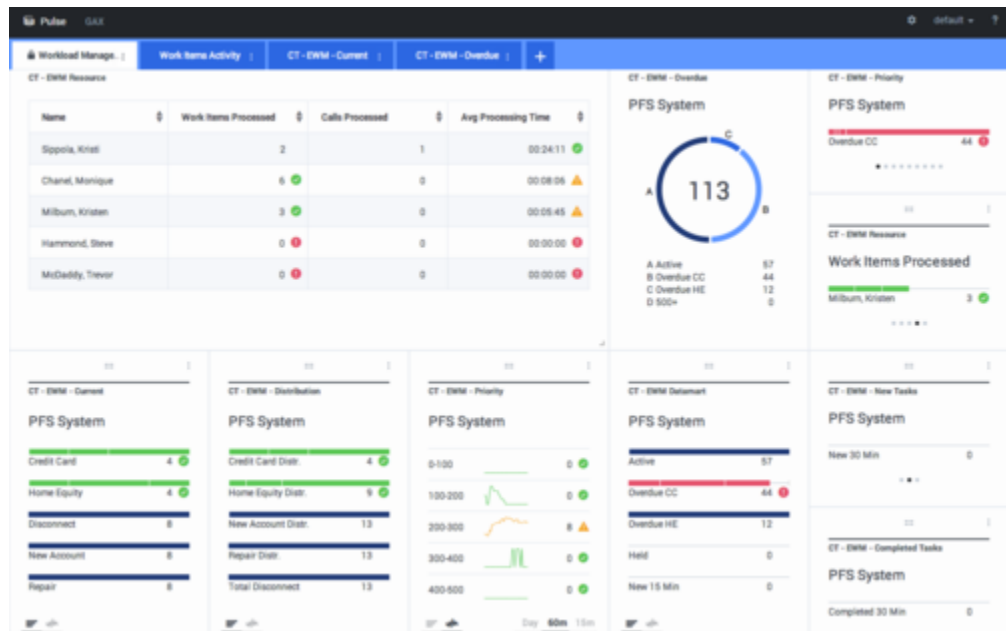 Pulse GAX default ?
Workload Manage.. Work Items Activity CT - EWM - Current CT - EWM - Overdue +
CT - EWM Resource
Name Work Items Processed Calls Processed Avg Processing Time
Sippola, Kristi 2 1 00:24:11
Chanel, Monique 6 0 00:08:06
Milburn, Kristen 3 0 00:05:45
Hammond, Steve 0 0 00:00:00
McDaddy, Trevor 0 0 00:00:00
CT - EWM - Overdue
PFS System
C
A 113 B
A Active 57
B Overdue CC 44
C Overdue HE 12
D 500+ 0
CT - EWM - Priority
PFS System
Overdue CC 44
CT - EWM Resource
Work Items Processed
Milburn, Kristen 3
CT - EWM - Current
PFS System
Credit Card 4
Home Equity 4
Disconnect 8
New Account 8
Repair 8
CT - EWM - Distribution
PFS System
Credit Card Distr. 4
Home Equity Distr. 9
New Account Distr. 13
Repair Distr. 13
Total Disconnect 13
CT - EWM - Priority
PFS System
0-100 0
100-200 0
200-300 8
300-400 0
400-500 0
Day 60m 15m
CT - EWM Datamart
PFS System
Active 57
Overdue CC 44
Overdue HE 12
Held 0
New 15 Min 0
CT - EWM - New Tasks
PFS System
New 30 Min 0
CT - EWM - Completed Tasks
PFS System
Completed 30 Min 0